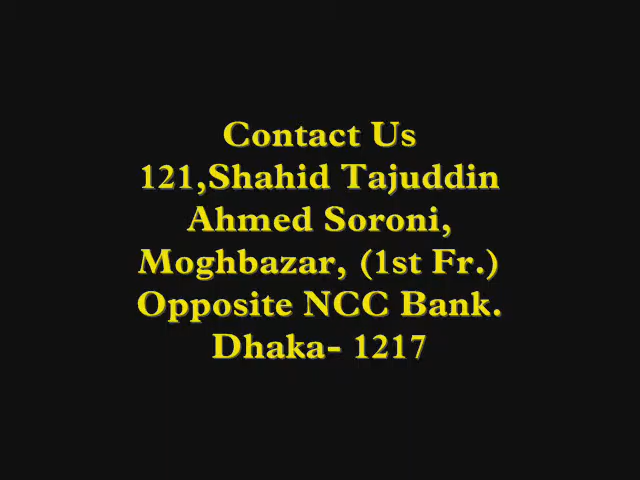 Contact Us
121,Shahid Tajuddin
Ahmed Soroni,
Moghbazar, (1st Fr.)
Opposite NCC Bank.
Dhaka- 1217